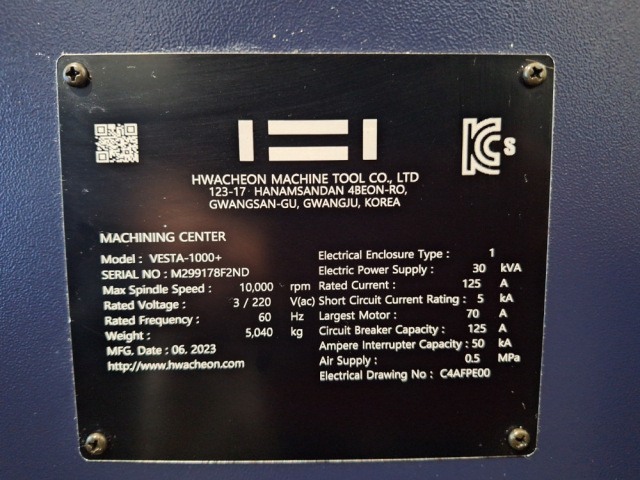 KCs
HWACHEON MACHINE TOOL CO., LTD
123-17 HANAMSANDAN 4BEON-RO,
GWANGSAN-GU, GWANGJU, KOREA
MACHINING CENTER
Model : VESTA-1000+
SERIAL NO : M299178F2ND
Max Spindle Speed : 10,000 rpm
Rated Voltage : 3 / 220 V(ac)
Rated Frequency : 60 Hz
Weight : 5,040 kg
MFG. Date : 06. 2023
http://www.hwacheon.com
Electrical Enclosure Type : 1
Electric Power Supply : 30 kVA
Rated Current : 125 A
Short Circuit Current Rating : 5 kA
Largest Motor : 70 A
Circuit Breaker Capacity : 125 A
Ampere Interrupter Capacity : 50 kA
Air Supply : 0.5 MPa
Electrical Drawing No : C4AFPE00